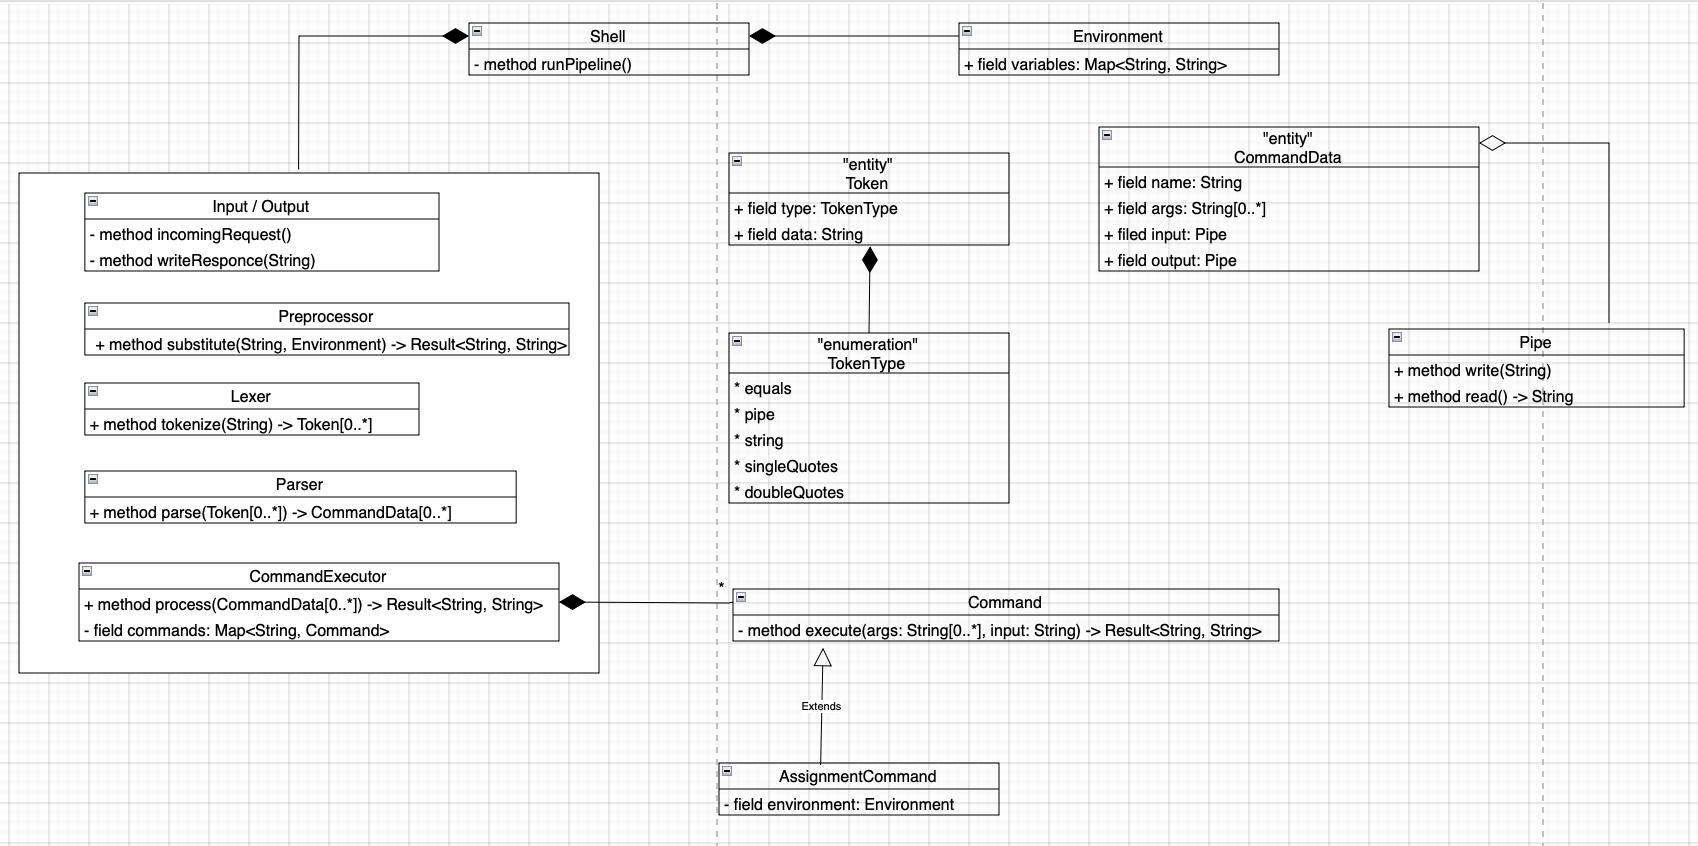 Shell
- method runPipeline()
Environment
+ field variables: Map<String, String>
"entity"
CommandData
+ field name: String
+ field args: String[0..*]
+ filed input: Pipe
+ field output: Pipe
"entity"
Token
+ field type: TokenType
+ field data: String
Input / Output
- method incomingRequest()
- method writeResponce(String)
Preprocessor
+ method substitute(String, Environment) -> Result<String, String>
Lexer
+ method tokenize(String) -> Token[0..*]
Parser
+ method parse(Token[0..*]) -> CommandData[0..*]
CommandExecutor
+ method process(CommandData[0..*]) -> Result<String, String>
- field commands: Map<String, Command>
"enumeration"
TokenType
* equals
* pipe
* string
* singleQuotes
* doubleQuotes
Pipe
+ method write(String)
+ method read() -> String
*
Command
- method execute(args: String[0..*], input: String) -> Result<String, String>
Extends
AssignmentCommand
- field environment: Environment